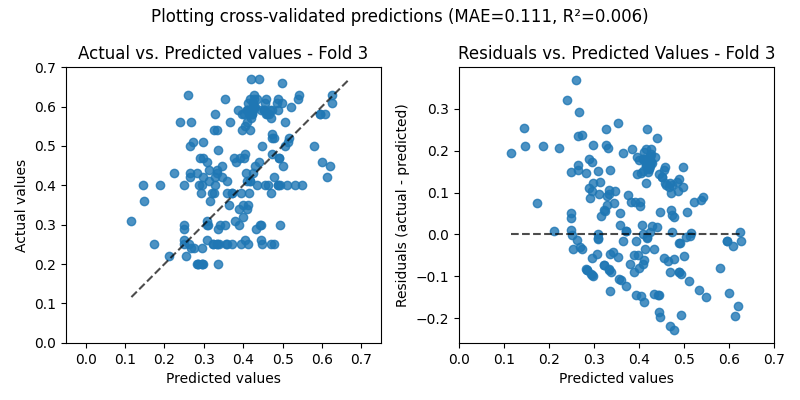 Plotting cross-validated predictions (MAE=0.111, R²=0.006)
Actual vs. Predicted values - Fold 3
Actual values
0.7
0.6
0.5
0.4
0.3
0.2
0.1
0.0
0.0 0.1 0.2 0.3 0.4 0.5 0.6 0.7
Predicted values
Residuals vs. Predicted Values - Fold 3
Residuals (actual - predicted)
0.3
0.2
0.1
0.0
−0.1
−0.2
0.0 0.1 0.2 0.3 0.4 0.5 0.6 0.7
Predicted values